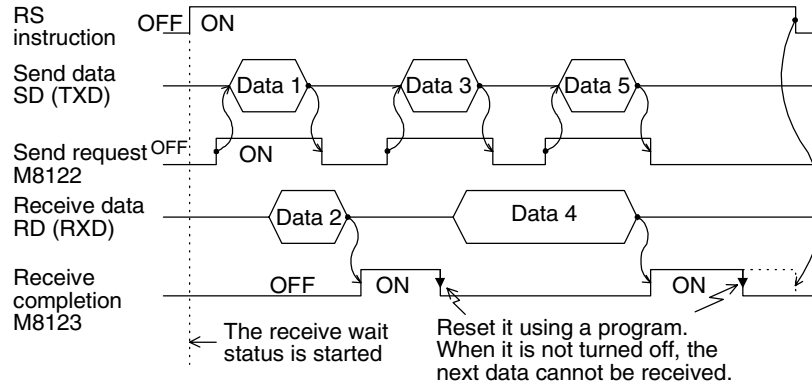 RS
instruction
OFF
ON
Send data
SD (TXD)
Data 1
Data 3
Data 5
Send request
M8122
OFF
ON
Receive data
RD (RXD)
Data 2
Data 4
Receive
completion
M8123
OFF
ON
ON
The receive wait
status is started
Reset it using a program.
When it is not turned off, the
next data cannot be received.